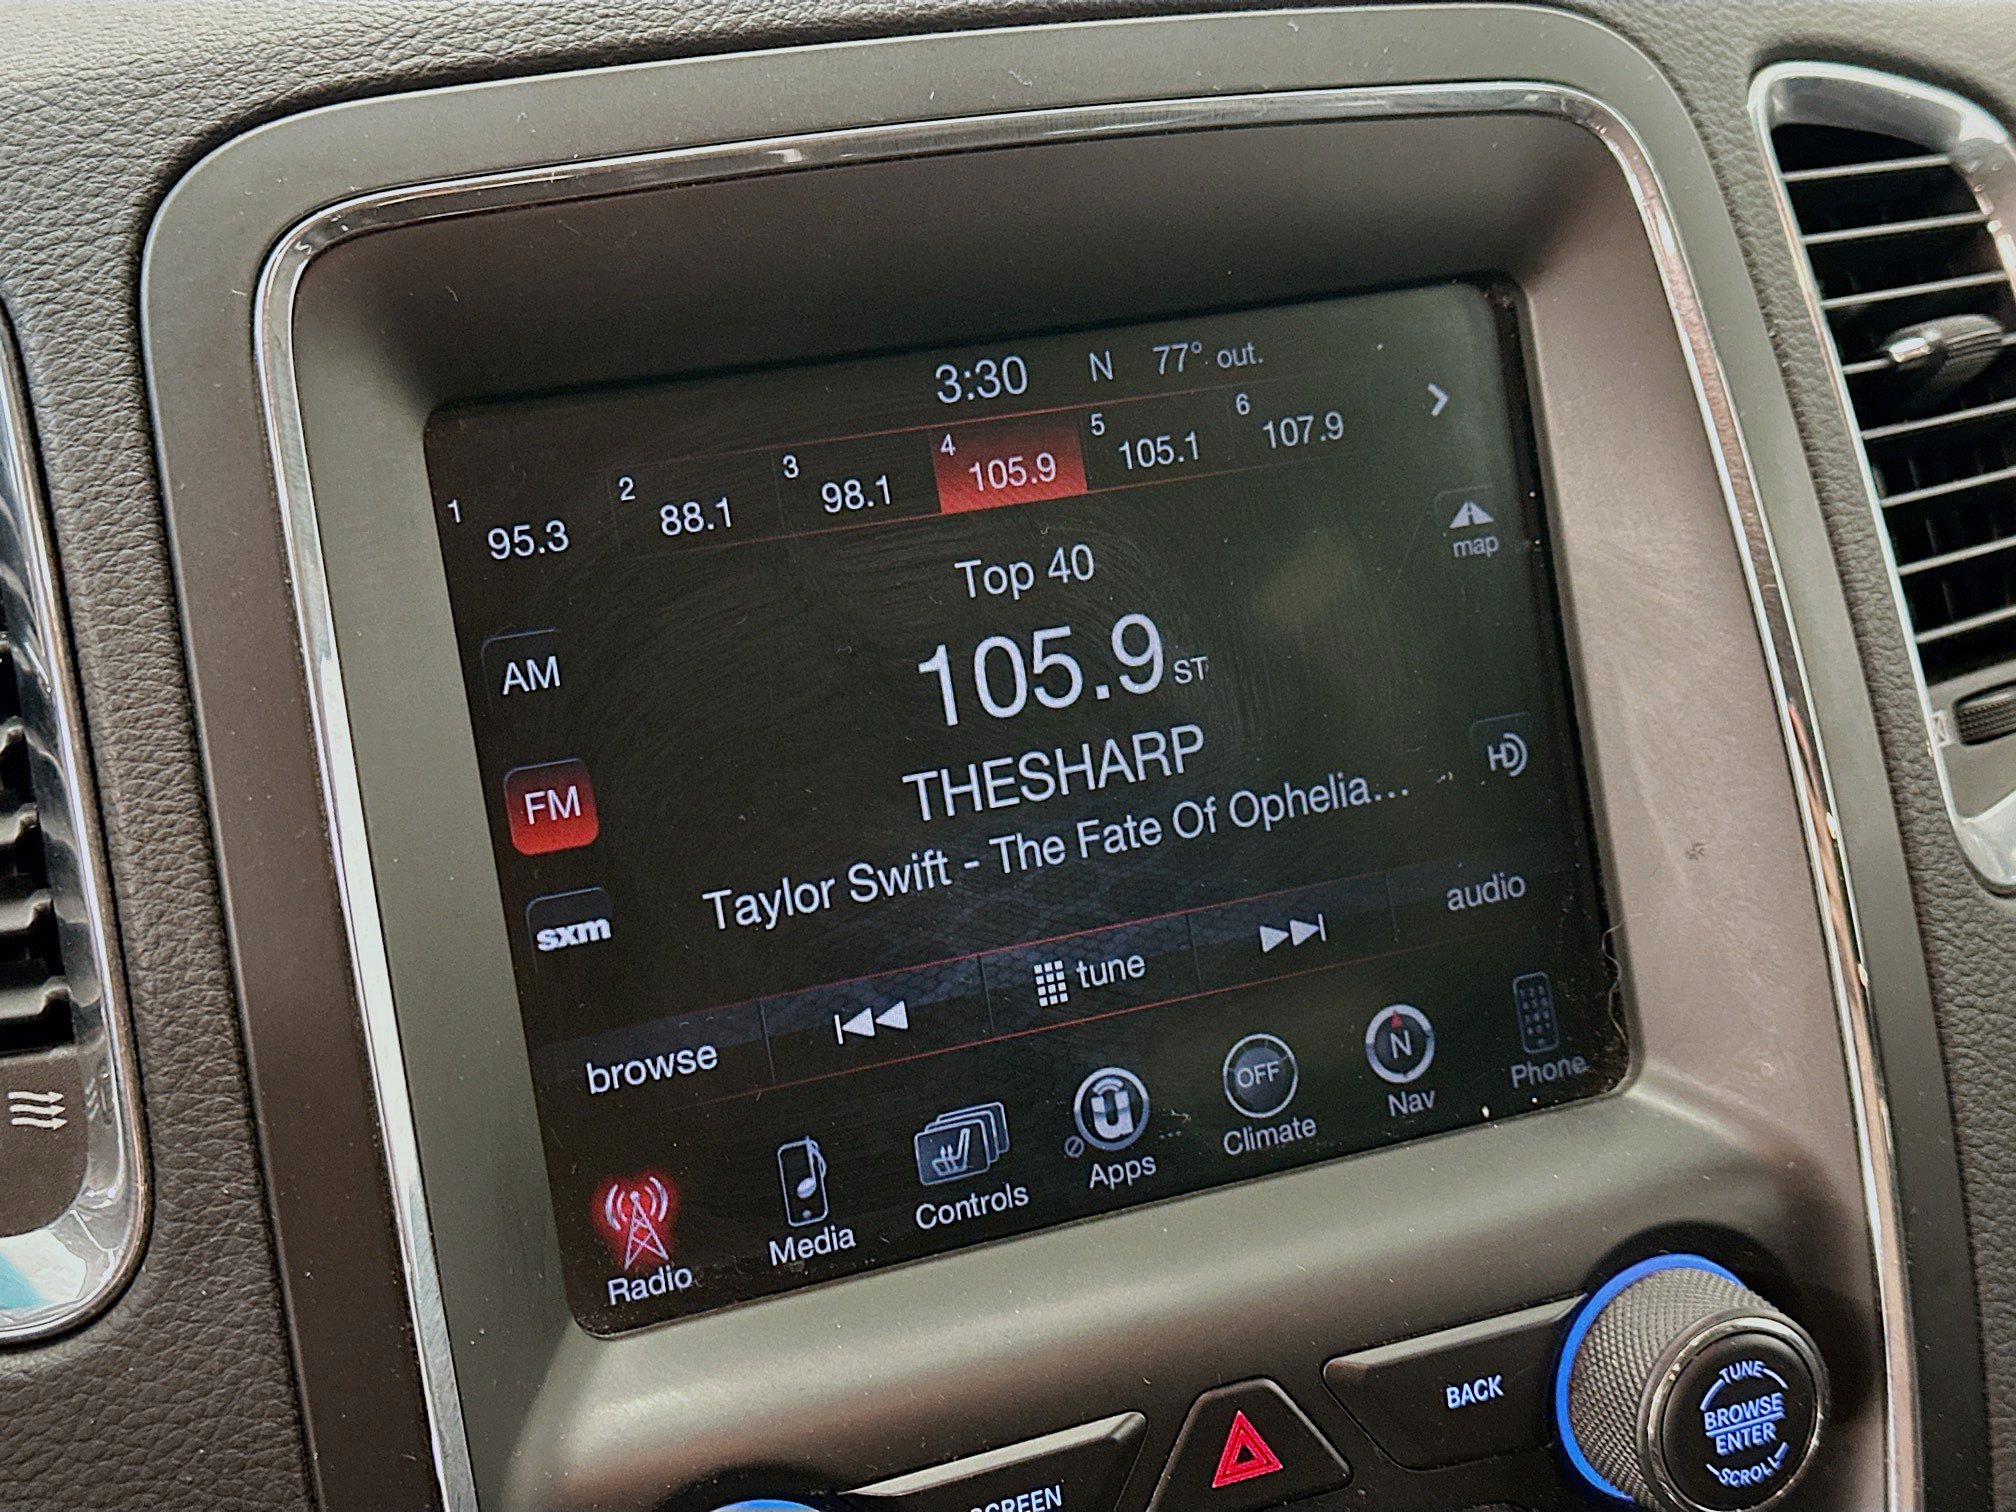 3:30 N 77° out.
1 95.3 2 88.1 3 98.1 4 105.9 5 105.1 6 107.9
map
Top 40
AM
105.9 ST
HD
FM
THESHARP
Taylor Swift - The Fate Of Ophelia...
sxm
browse tune audio
Radio Media Controls Apps OFF Climate N Nav Phone
BACK
TUNE
BROWSE
ENTER
SCROLL
SCREEN